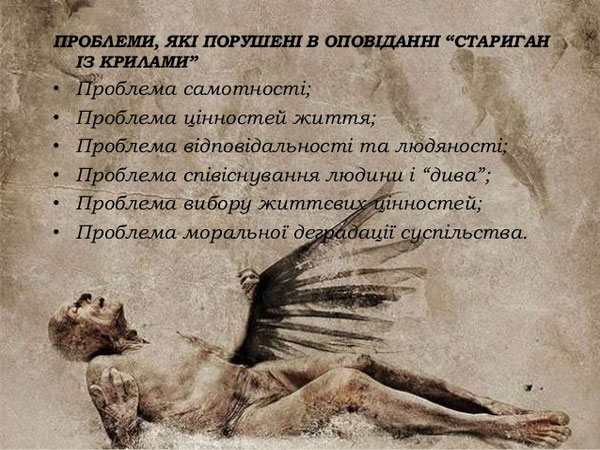 ПРОБЛЕМИ, ЯКІ ПОРУШЕНІ В ОПОВІДАННІ “СТАРИГАН
ІЗ КРИЛАМИ”
• Проблема самотності;
• Проблема цінностей життя;
• Проблема відповідальності та людяності;
• Проблема співіснування людини і “дива”;
• Проблема вибору життєвих цінностей;
• Проблема моральної деградації суспільства.